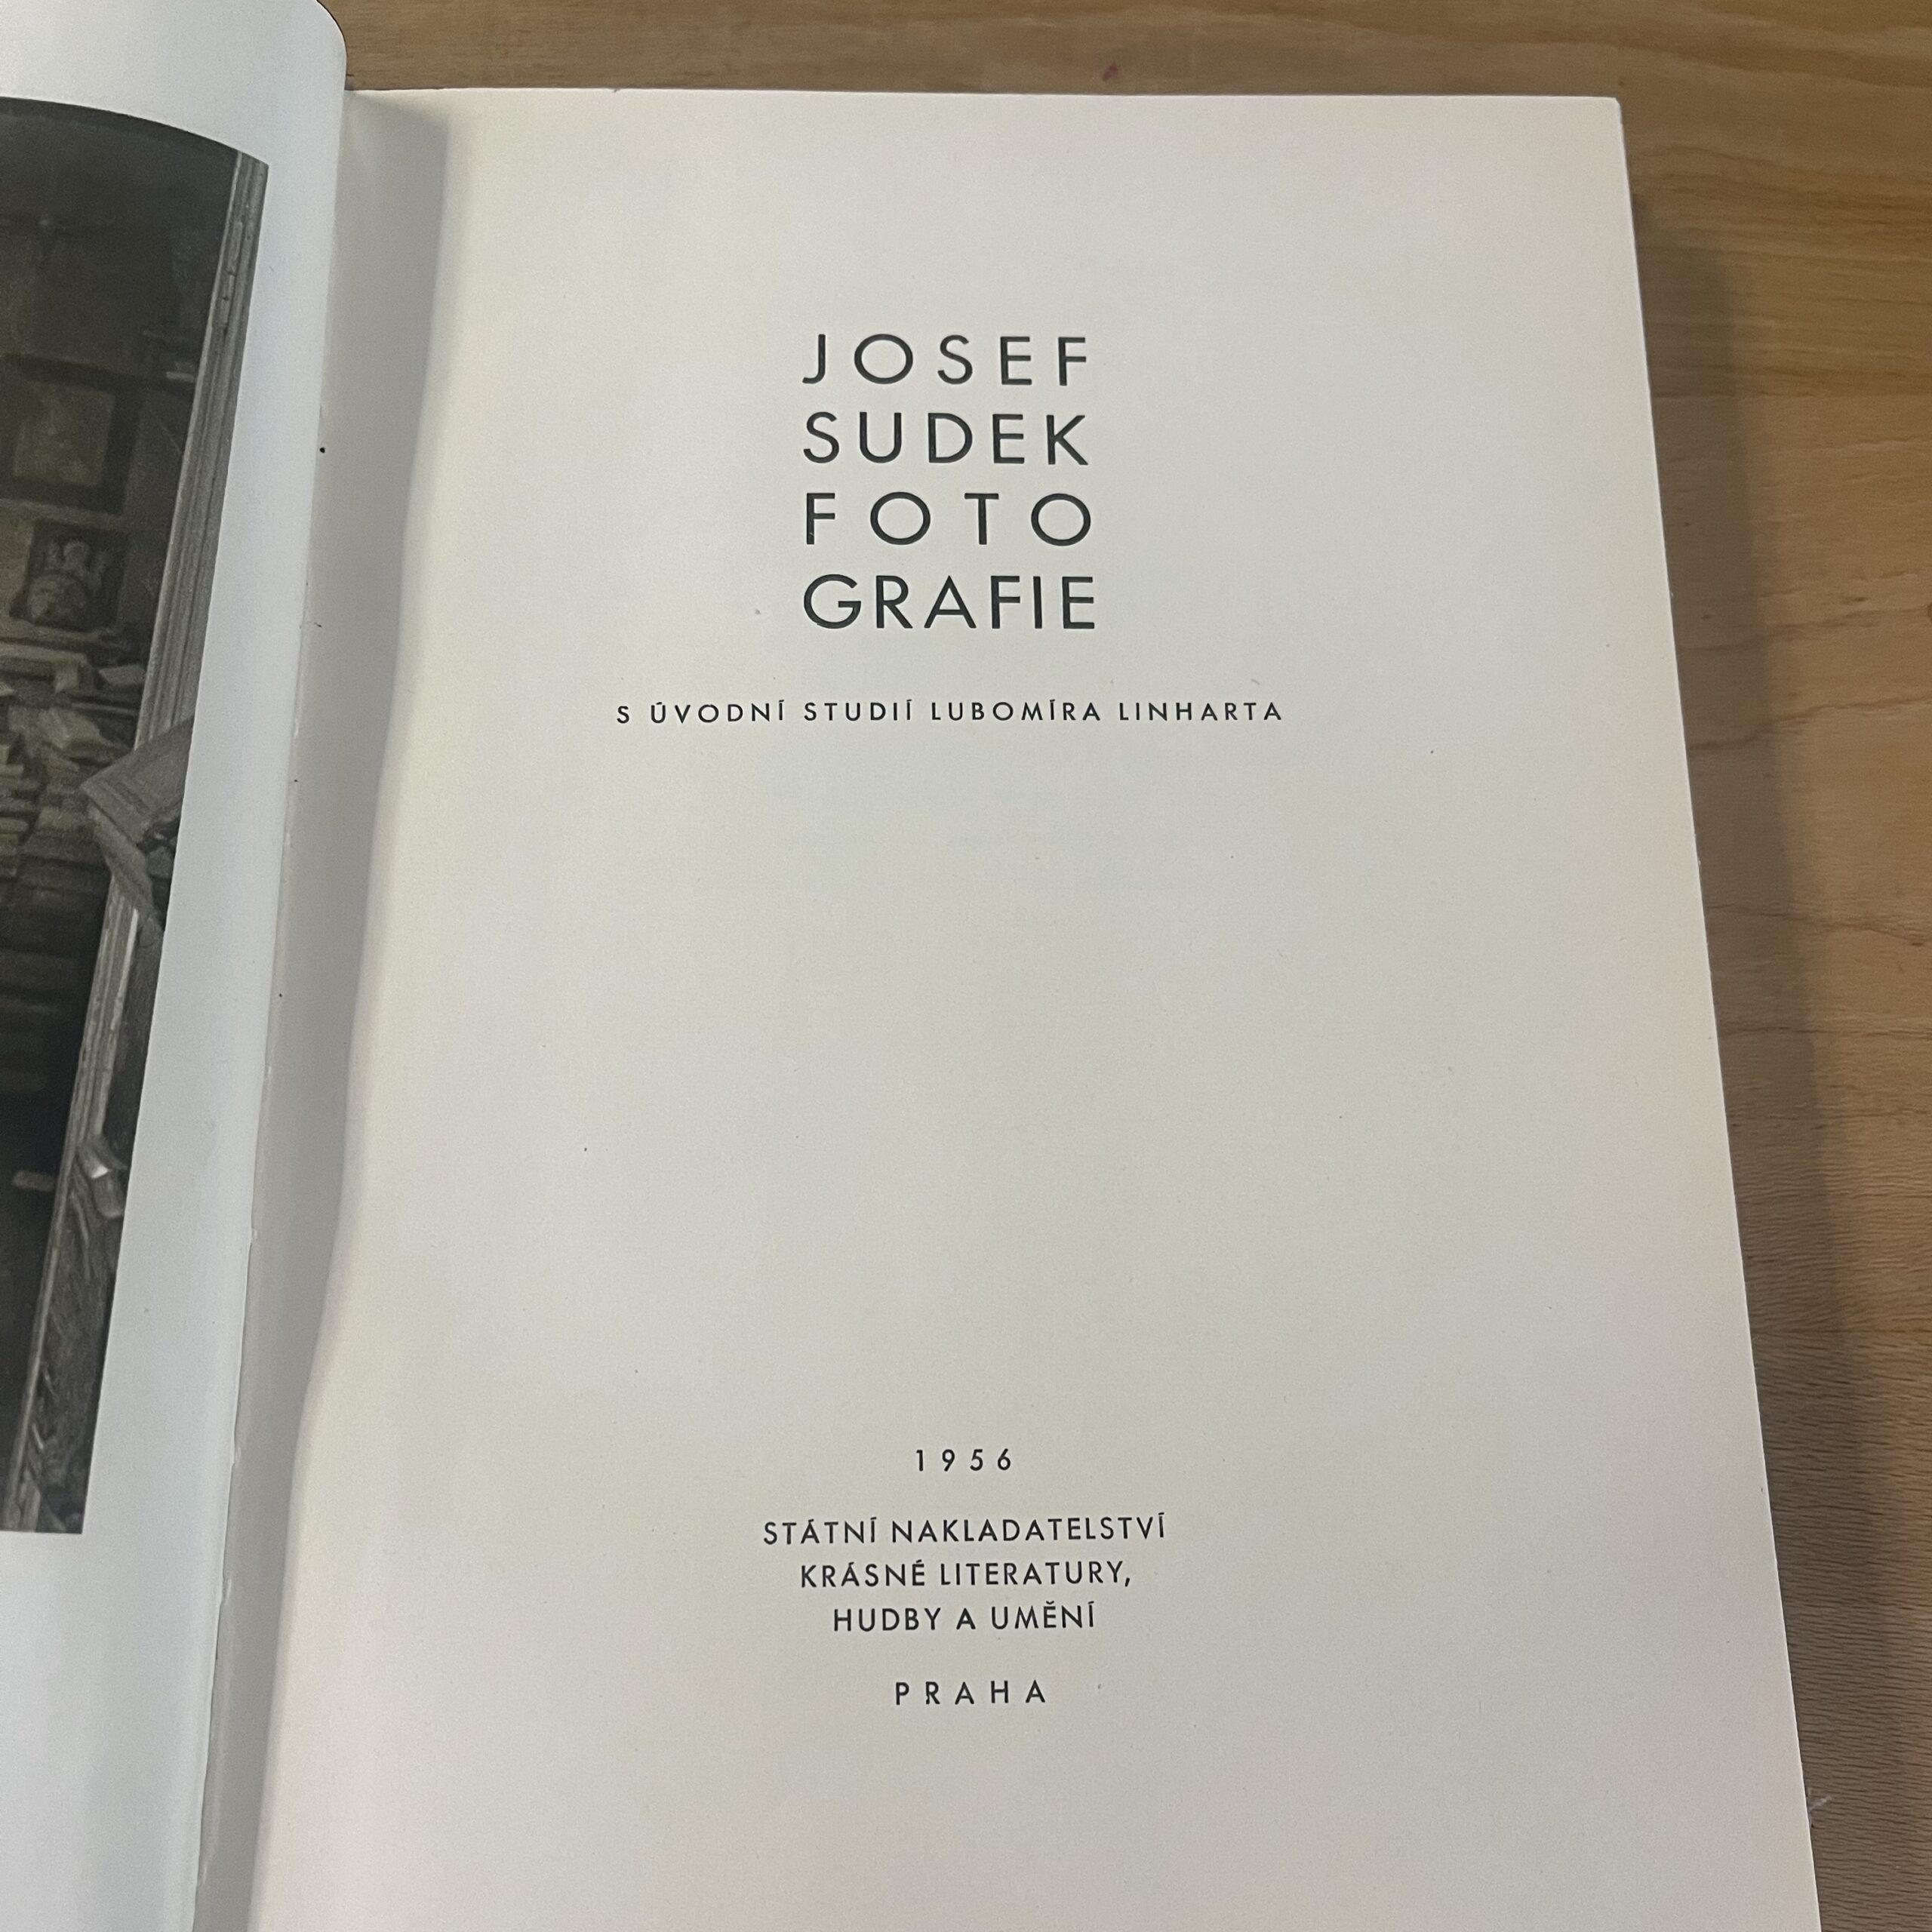 JOSEF
SUDEK
FOTO
GRAFIE
S ÚVODNÍ STUDIÍ LUBOMÍRA LINHARTA
1956
STÁTNÍ NAKLADATELSTVÍ
KRÁSNÉ LITERATURY,
HUDBY A UMĚNÍ
PRAHA